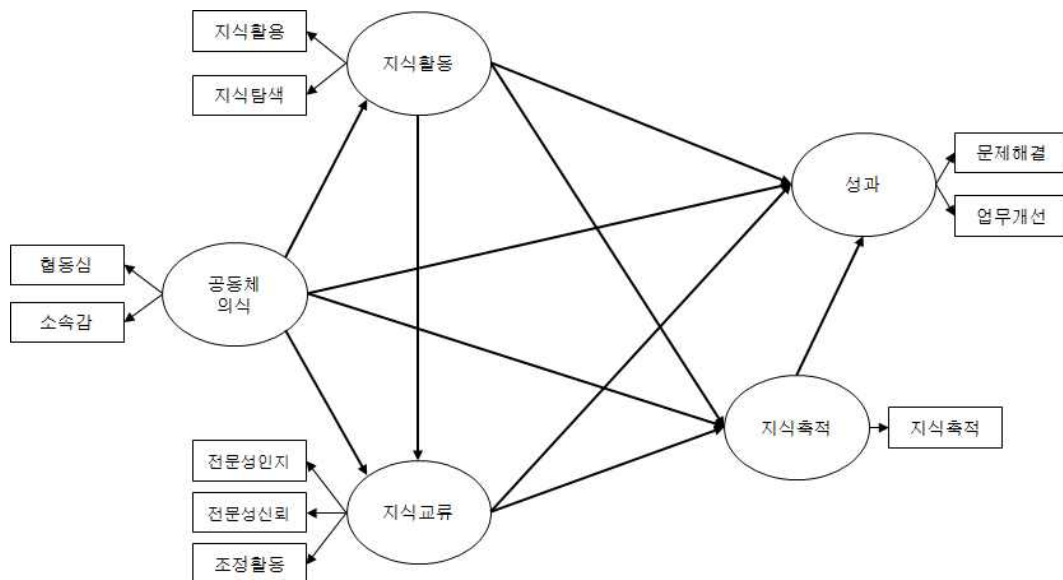 지식활용
지식탐색
지식활동
성과
문제해결
업무개선
협동심
소속감
공동체
의식
지식축적
지식축적
전문성인지
전문성신뢰
조정활동
지식교류